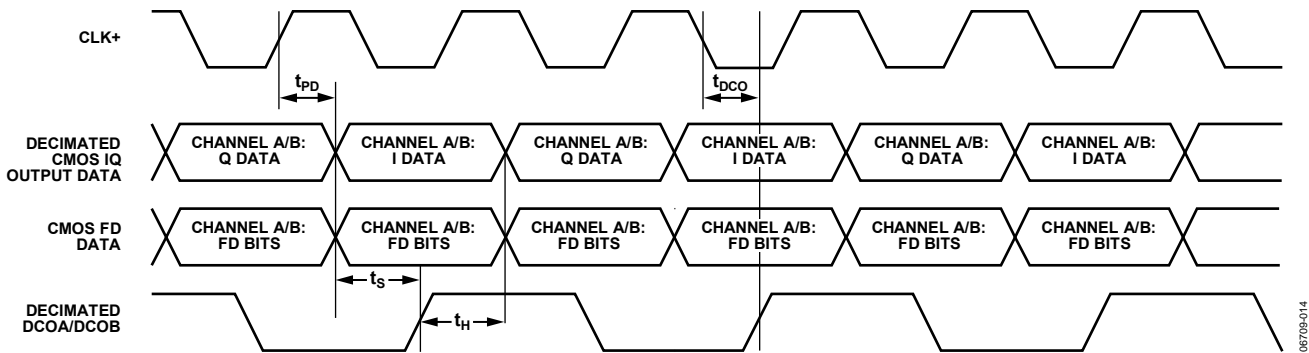 CLK+
tPD
tDCO
DECIMATED
CMOS IQ
OUTPUT DATA
CHANNEL A/B:
Q DATA
CHANNEL A/B:
I DATA
CHANNEL A/B:
Q DATA
CHANNEL A/B:
I DATA
CHANNEL A/B:
Q DATA
CHANNEL A/B:
I DATA
CMOS FD
DATA
CHANNEL A/B:
FD BITS
CHANNEL A/B:
FD BITS
CHANNEL A/B:
FD BITS
CHANNEL A/B:
FD BITS
CHANNEL A/B:
FD BITS
CHANNEL A/B:
FD BITS
tS
DECIMATED
DCOA/DCOB
tH
06709-014